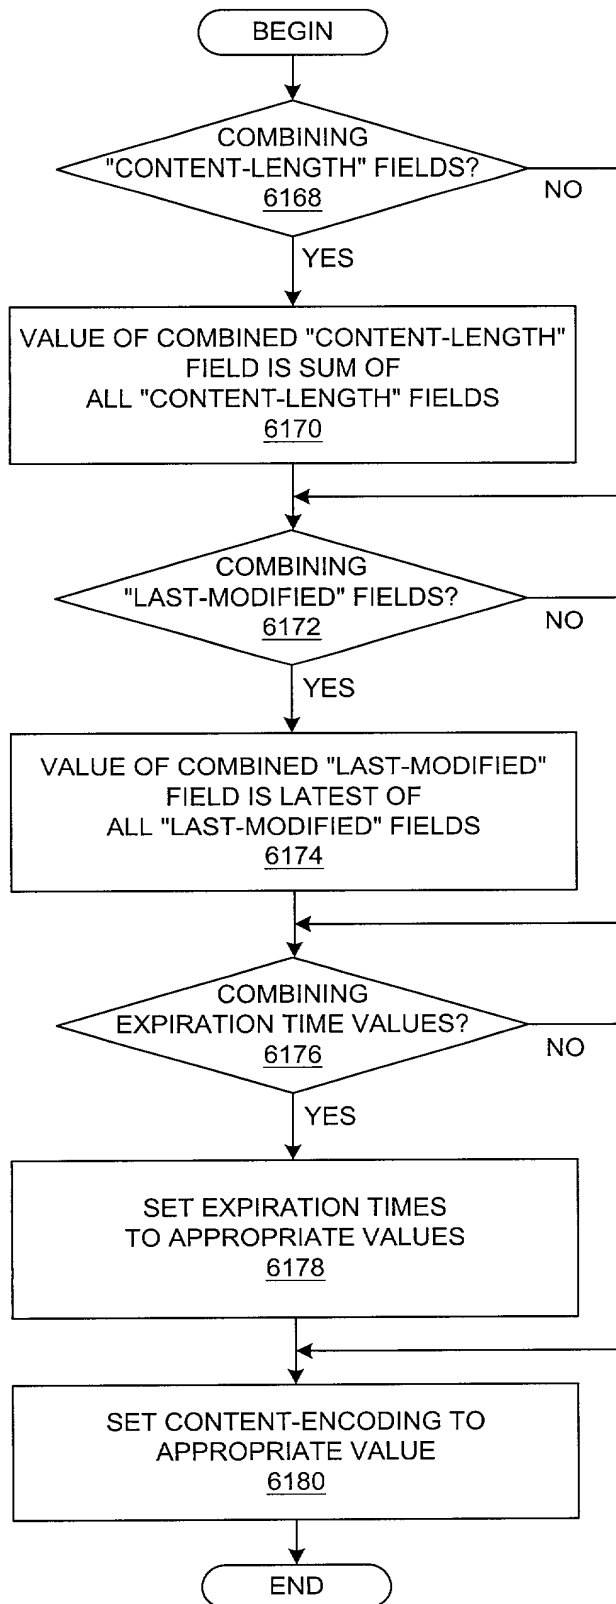 BEGIN
COMBINING
"CONTENT-LENGTH" FIELDS?
6168
NO
YES
VALUE OF COMBINED "CONTENT-LENGTH"
FIELD IS SUM OF
ALL "CONTENT-LENGTH" FIELDS
6170
COMBINING
"LAST-MODIFIED" FIELDS?
6172
NO
YES
VALUE OF COMBINED "LAST-MODIFIED"
FIELD IS LATEST OF
ALL "LAST-MODIFIED" FIELDS
6174
COMBINING
EXPIRATION TIME VALUES?
6176
NO
YES
SET EXPIRATION TIMES
TO APPROPRIATE VALUES
6178
SET CONTENT-ENCODING TO
APPROPRIATE VALUE
6180
END